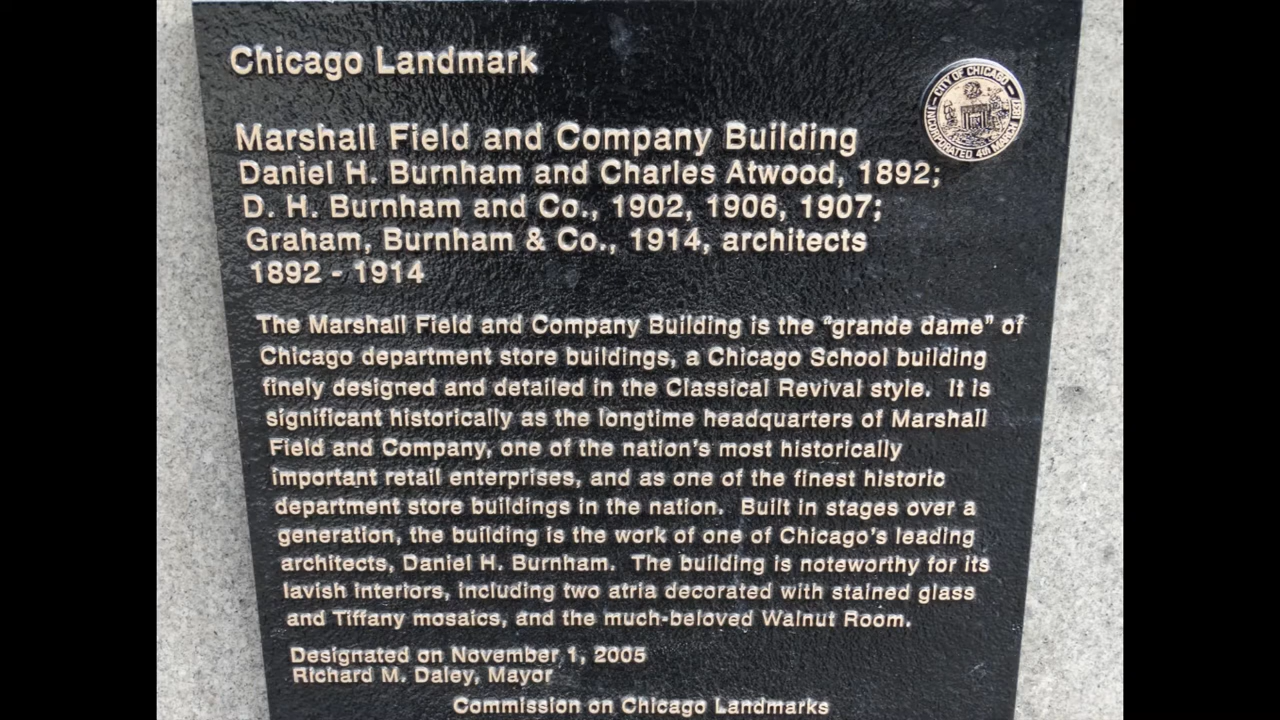 Chicago Landmark
CITY OF CHICAGO
INCORPORATED 4th MARCH 1837
Marshall Field and Company Building
Daniel H. Burnham and Charles Atwood, 1892;
D. H. Burnham and Co., 1902, 1906, 1907;
Graham, Burnham & Co., 1914, architects
1892 - 1914
The Marshall Field and Company Building is the "grande dame" of
Chicago department store buildings, a Chicago School building
finely designed and detailed in the Classical Revival style. It is
significant historically as the longtime headquarters of Marshall
Field and Company, one of the nation's most historically
important retail enterprises, and as one of the finest historic
department store buildings in the nation. Built in stages over a
generation, the building is the work of one of Chicago's leading
architects, Daniel H. Burnham. The building is noteworthy for its
lavish interiors, including two atria decorated with stained glass
and Tiffany mosaics, and the much-beloved Walnut Room.
Designated on November 1, 2005
Richard M. Daley, Mayor
Commission on Chicago Landmarks